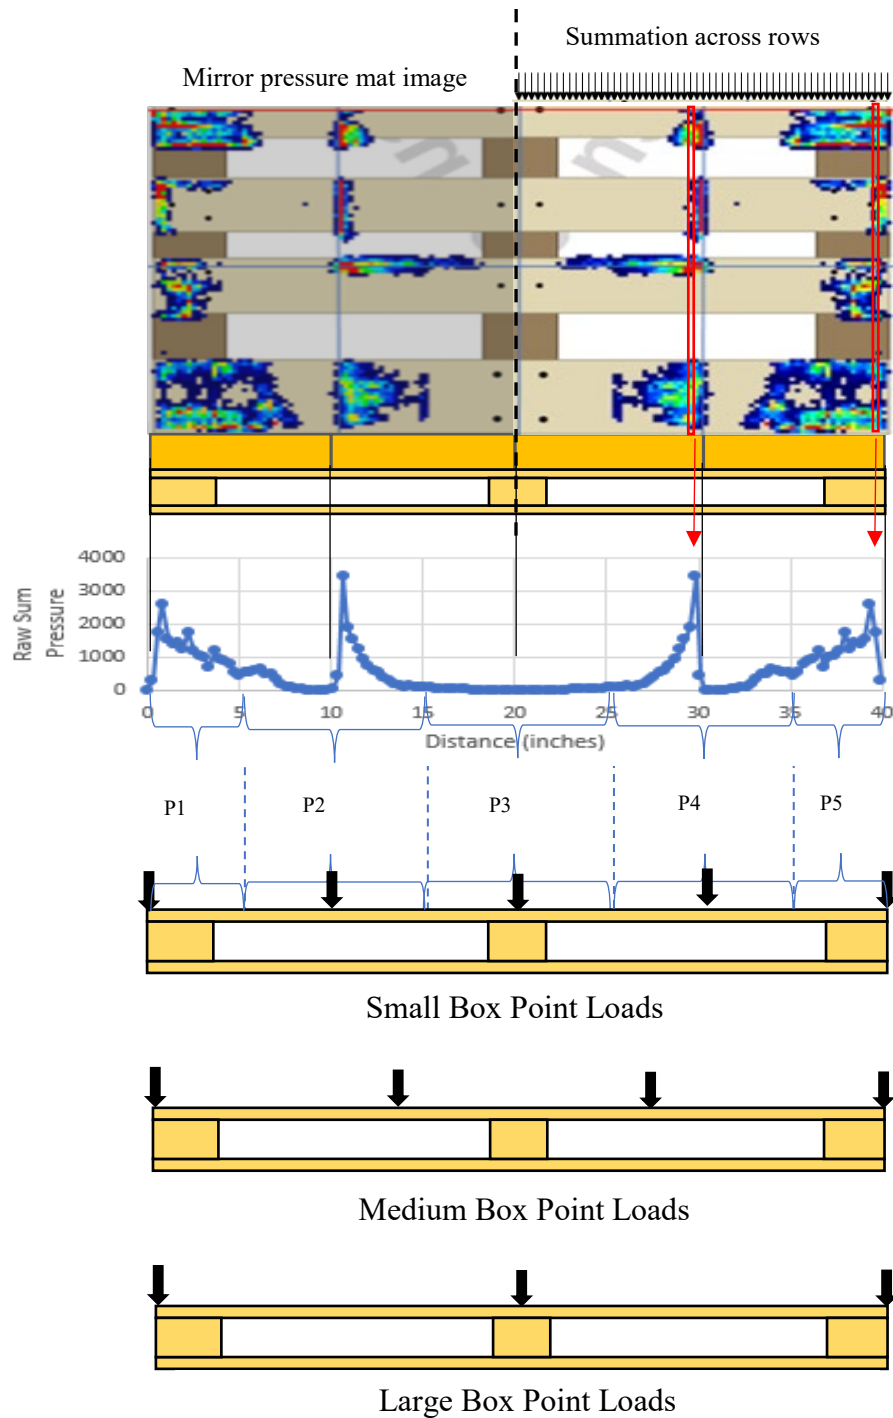 Summation across rows
Mirror pressure mat image
4000
3000
2000
1000
0
Raw Sum
Pressure
0 5 10 15 20 25 30 35 40
Distance (inches)
P1 P2 P3 P4 P5
Small Box Point Loads
Medium Box Point Loads
Large Box Point Loads